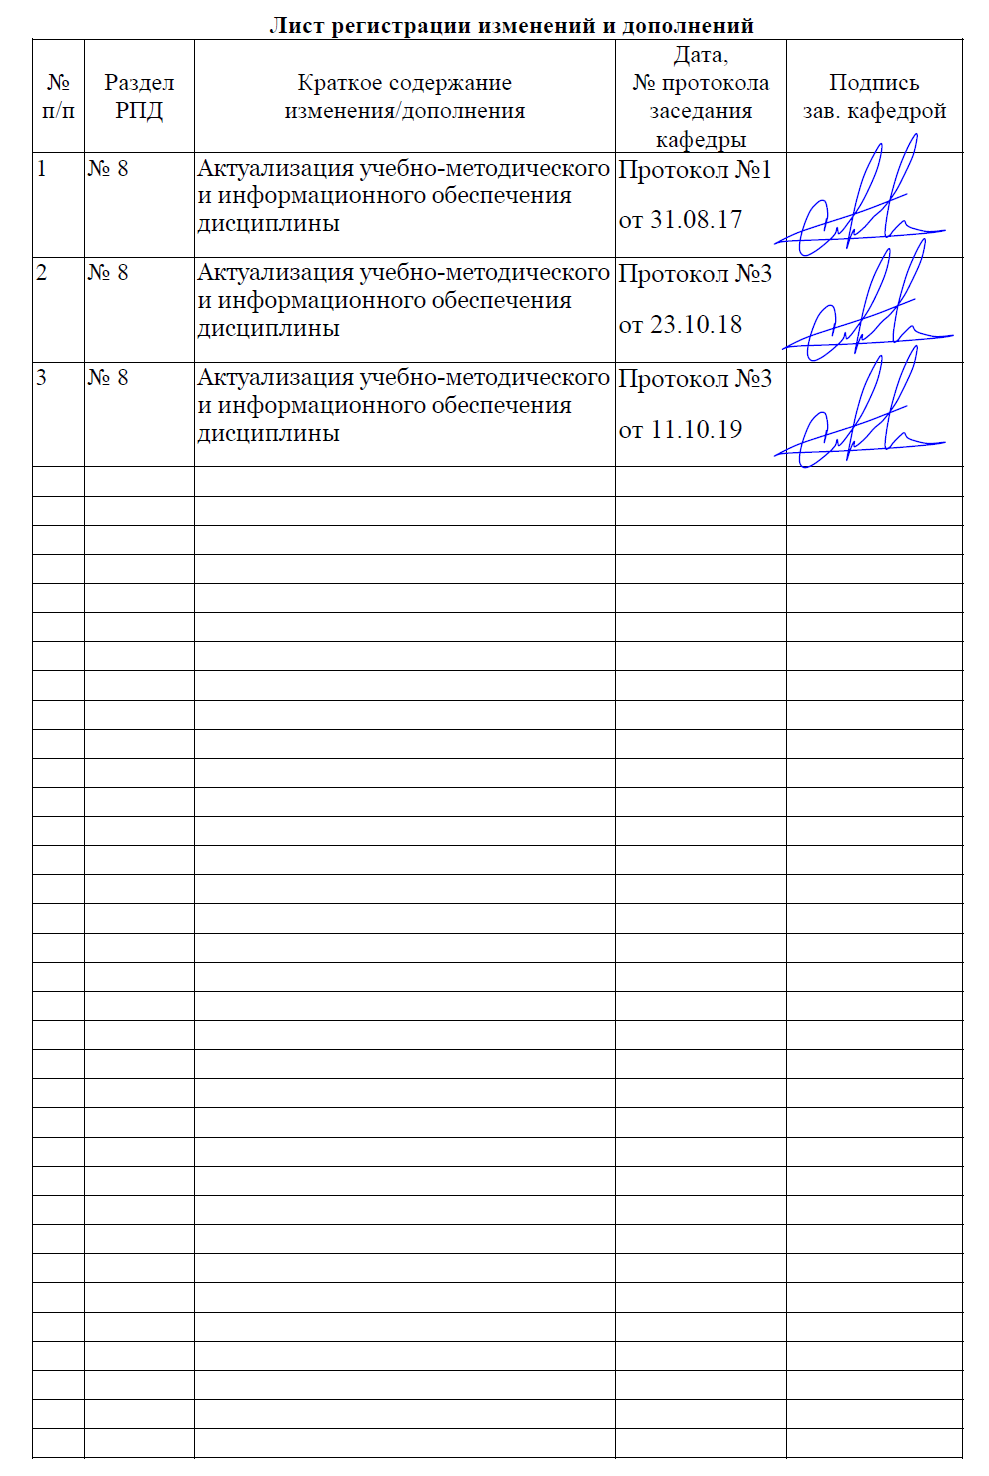 Лист регистрации изменений и дополнений
№ п/п
Раздел РПД
Краткое содержание
изменения/дополнения
Дата,
№ протокола
заседания
кафедры
Подпись
зав. кафедрой
1
№ 8
Актуализация учебно-методического
и информационного обеспечения
дисциплины
Протокол №1
от 31.08.17
2
№ 8
Актуализация учебно-методического
и информационного обеспечения
дисциплины
Протокол №3
от 23.10.18
3
№ 8
Актуализация учебно-методического
и информационного обеспечения
дисциплины
Протокол №3
от 11.10.19